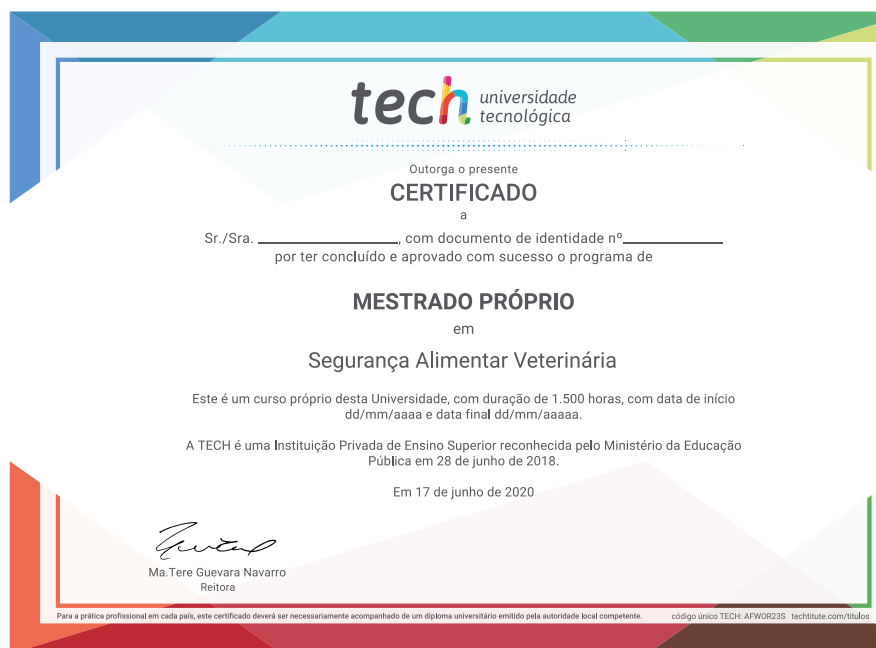 tech universidade
tecnológica
Outorga o presente
CERTIFICADO
a
Sr./Sra. ____________________, com documento de identidade nº______________
por ter concluído e aprovado com sucesso o programa de
MESTRADO PRÓPRIO
em
Segurança Alimentar Veterinária
Este é um curso próprio desta Universidade, com duração de 1.500 horas, com data de início
dd/mm/aaaa e data final dd/mm/aaaaa.
A TECH é uma Instituição Privada de Ensino Superior reconhecida pelo Ministério da Educação
Pública em 28 de junho de 2018.
Em 17 de junho de 2020
Ma.Tere Guevara Navarro
Reitora
Para a prática profissional em cada país, este certificado deverá ser necessariamente acompanhado de um diploma universitário emitido pela autoridade local competente. código único TECH: AFWOR23S techtitute.com/titulos